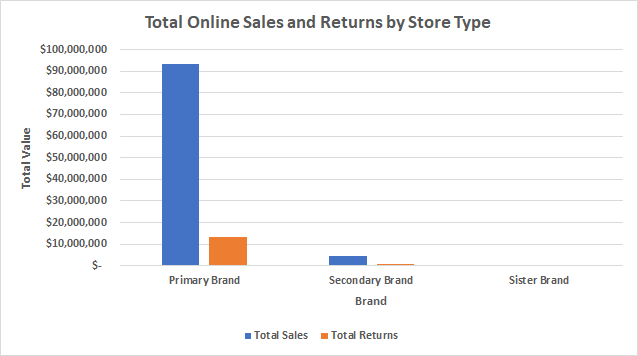 Total Online Sales and Returns by Store Type
Total Value
$100,000,000
$90,000,000
$80,000,000
$70,000,000
$60,000,000
$50,000,000
$40,000,000
$30,000,000
$20,000,000
$10,000,000
$-
Primary Brand Secondary Brand Sister Brand
Brand
Total Sales Total Returns